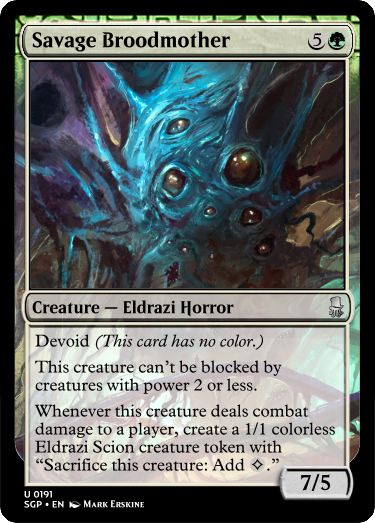 Savage Broodmother 5
Creature — Eldrazi Horror
Devoid (This card has no color.)
This creature can't be blocked by
creatures with power 2 or less.
Whenever this creature deals combat
damage to a player, create a 1/1 colorless
Eldrazi Scion creature token with
“Sacrifice this creature: Add ◇.”
7/5
U 0191
SGP • EN Mark Erskine